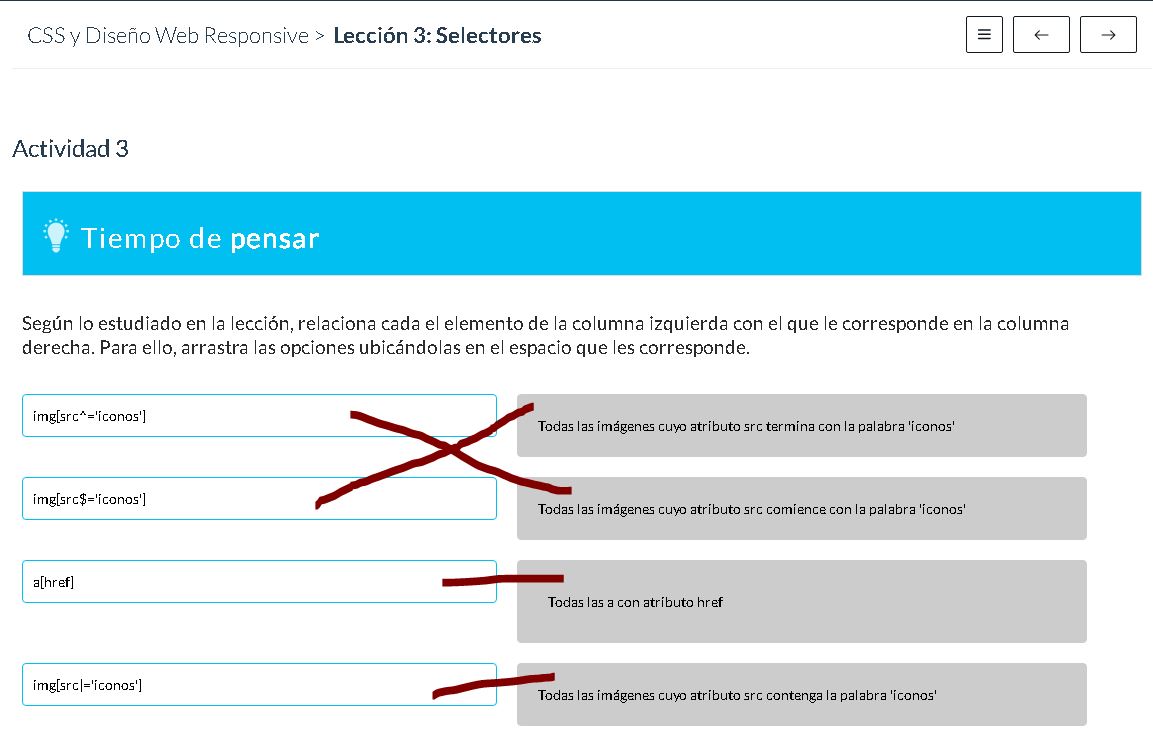 CSS y Diseño Web Responsive > Lección 3: Selectores
Actividad 3
Tiempo de pensar
Según lo estudiado en la lección, relaciona cada el elemento de la columna izquierda con el que le corresponde en la columna
derecha. Para ello, arrastra las opciones ubicándolas en el espacio que les corresponde.
img[src^='iconos']
Todas las imágenes cuyo atributo src termina con la palabra 'iconos'
img[src$='iconos']
Todas las imágenes cuyo atributo src comience con la palabra 'iconos'
a[href]
Todas las a con atributo href
img[src|='iconos']
Todas las imágenes cuyo atributo src contenga la palabra 'iconos'